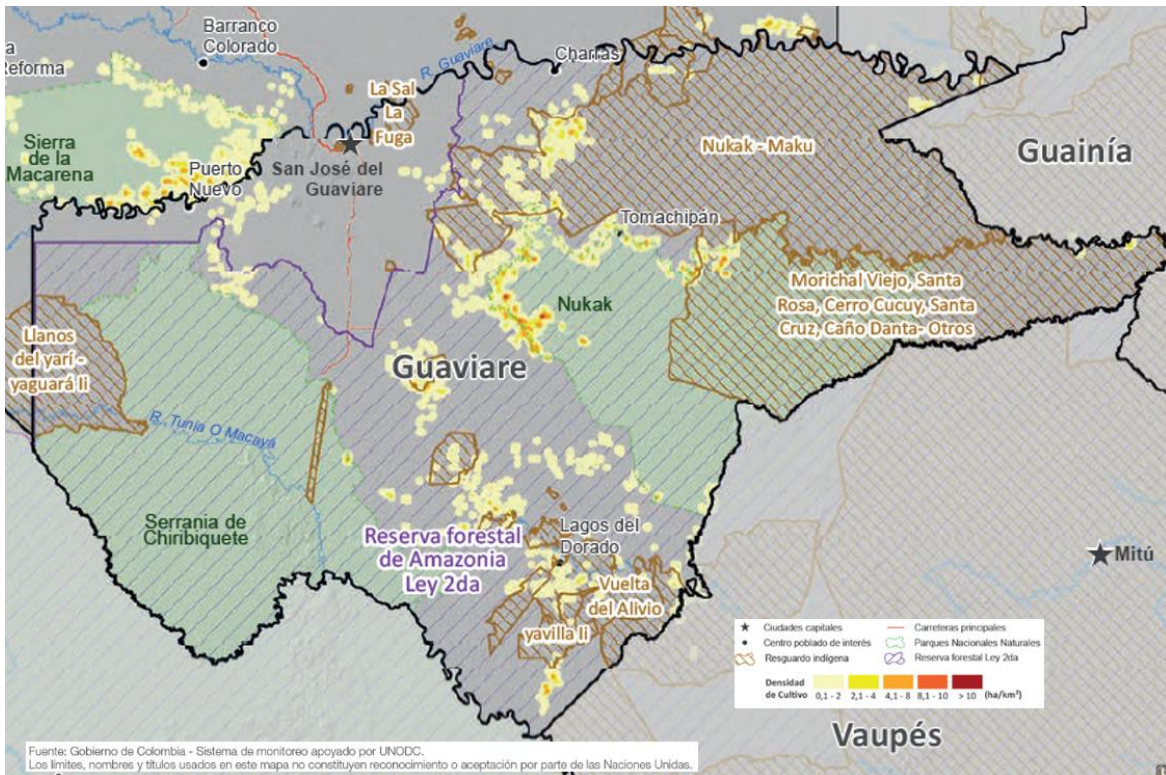 Barranco
Colorado
a
Reforma
R. Guaviare
Charras
La Sal
La
Fuga
Sierra
de la
Macarena
Puerto
Nuevo
San José del
Guaviare
Nukak - Maku
Guainía
Tomachipán
Nukak
Morichal Viejo, Santa
Rosa, Cerro Cucuy, Santa
Cruz, Caño Danta- Otros
Llanos
del yarí -
yaguará Ii
Guaviare
R. Tunia O Macayá
Serrania de
Chiribiquete
Reserva forestal
de Amazonia
Ley 2da
Lagos del
Dorado
Vuelta
del Alivio
yavilla Ii
Mitú
Vaupés
Ciudades capitales
Carreteras principales
Centro poblado de interés
Parques Nacionales Naturales
Resguardo indígena
Reserva forestal Ley 2da
Densidad
de Cultivo
0,1 - 2 2,1 - 4 4,1 - 8 8,1 - 10 > 10 (ha/km²)
Fuente: Gobierno de Colombia - Sistema de monitoreo apoyado por UNODC.
Los límites, nombres y títulos usados en este mapa no constituyen reconocimiento o aceptación por parte de las Naciones Unidas.